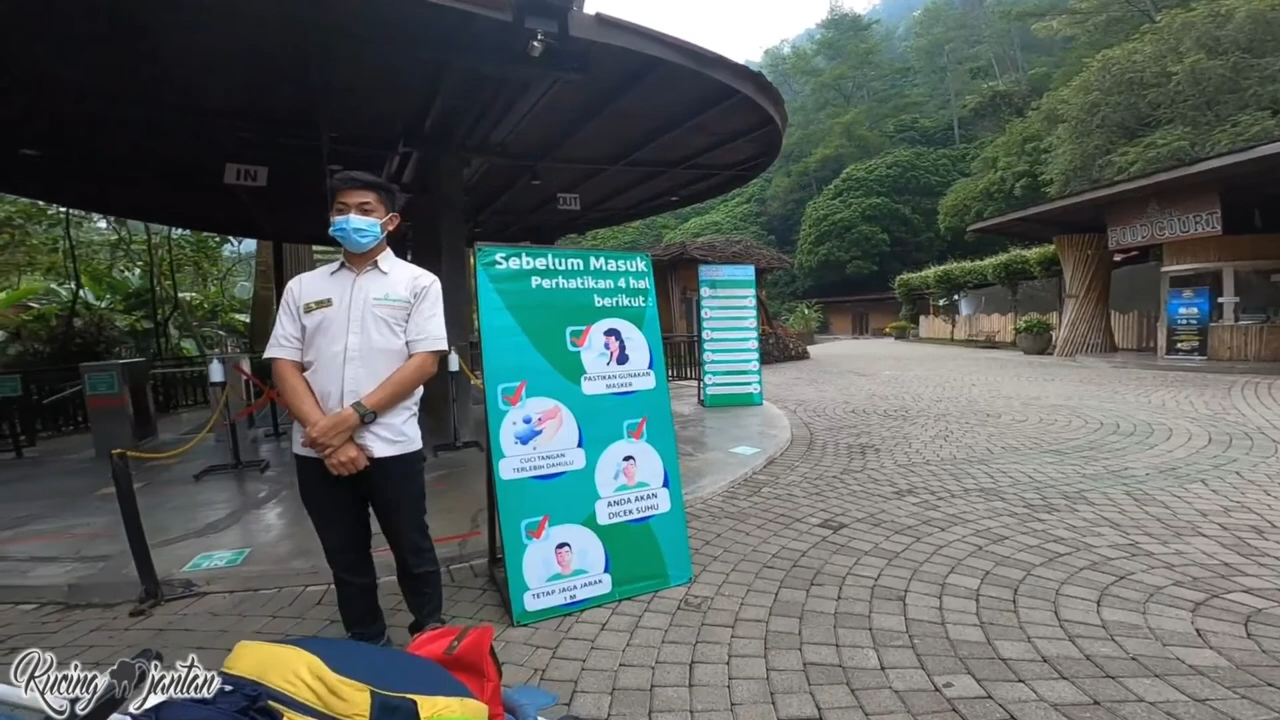 IN
OUT
Sebelum Masuk
Perhatikan 4 hal
berikut :
PASTIKAN GUNAKAN
MASKER
CUCI TANGAN
TERLEBIH DAHULU
ANDA AKAN
DICEK SUHU
TETAP JAGA JARAK
1 M
FOOD COURT
IN
Kucing jantan